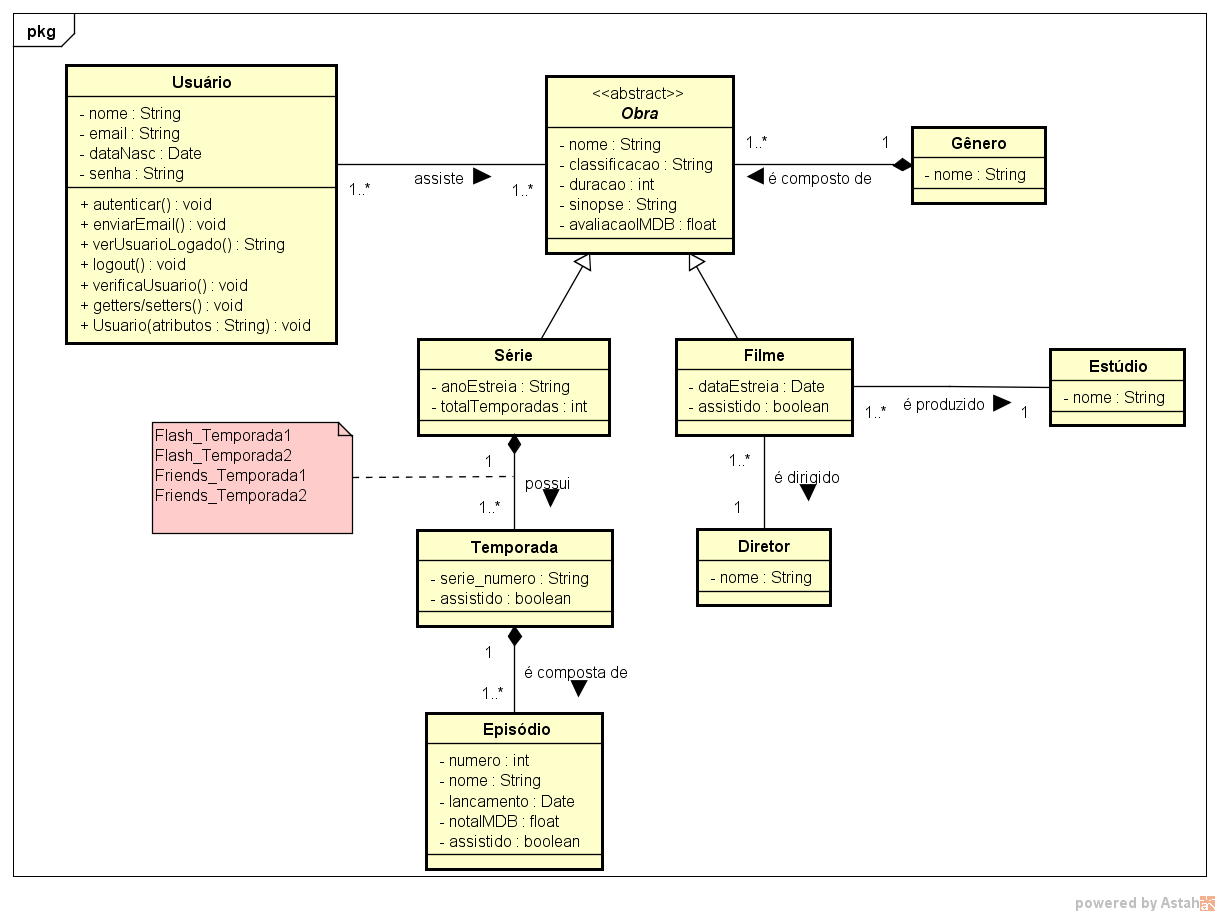 pkg
Usuário
- nome : String
- email : String
- dataNasc : Date
- senha : String
+ autenticar() : void
+ enviarEmail() : void
+ verUsuarioLogado() : String
+ logout() : void
+ verificaUsuario() : void
+ getters/setters() : void
+ Usuario(atributos : String) : void
1..*
assiste
1..*
<<abstract>>
Obra
- nome : String
- classificacao : String
- duracao : int
- sinopse : String
- avaliacaoIMDB : float
1..*
1
é composto de
Gênero
- nome : String
Série
- anoEstreia : String
- totalTemporadas : int
Filme
- dataEstreia : Date
- assistido : boolean
1..*
é produzido
1
Estúdio
- nome : String
Flash_Temporada1
Flash_Temporada2
Friends_Temporada1
Friends_Temporada2
1
possui
1..*
1..*
é dirigido
1
Temporada
- serie_numero : String
- assistido : boolean
Diretor
- nome : String
1
é composta de
1..*
Episódio
- numero : int
- nome : String
- lancamento : Date
- notaIMDB : float
- assistido : boolean
powered by Astah